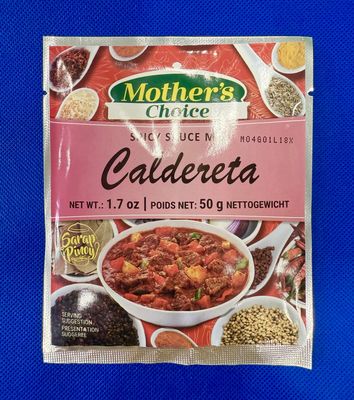 Mother's
Choice
SPICY SAUCE MIX
M04601L18X
Caldereta
NET WT.: 1.7 oz | POIDS NET: 50 g NETTOGEWICHT
Sarap
Pinoy
SERVING
SUGGESTION
PRESENTATION
SUGGÉRÉE